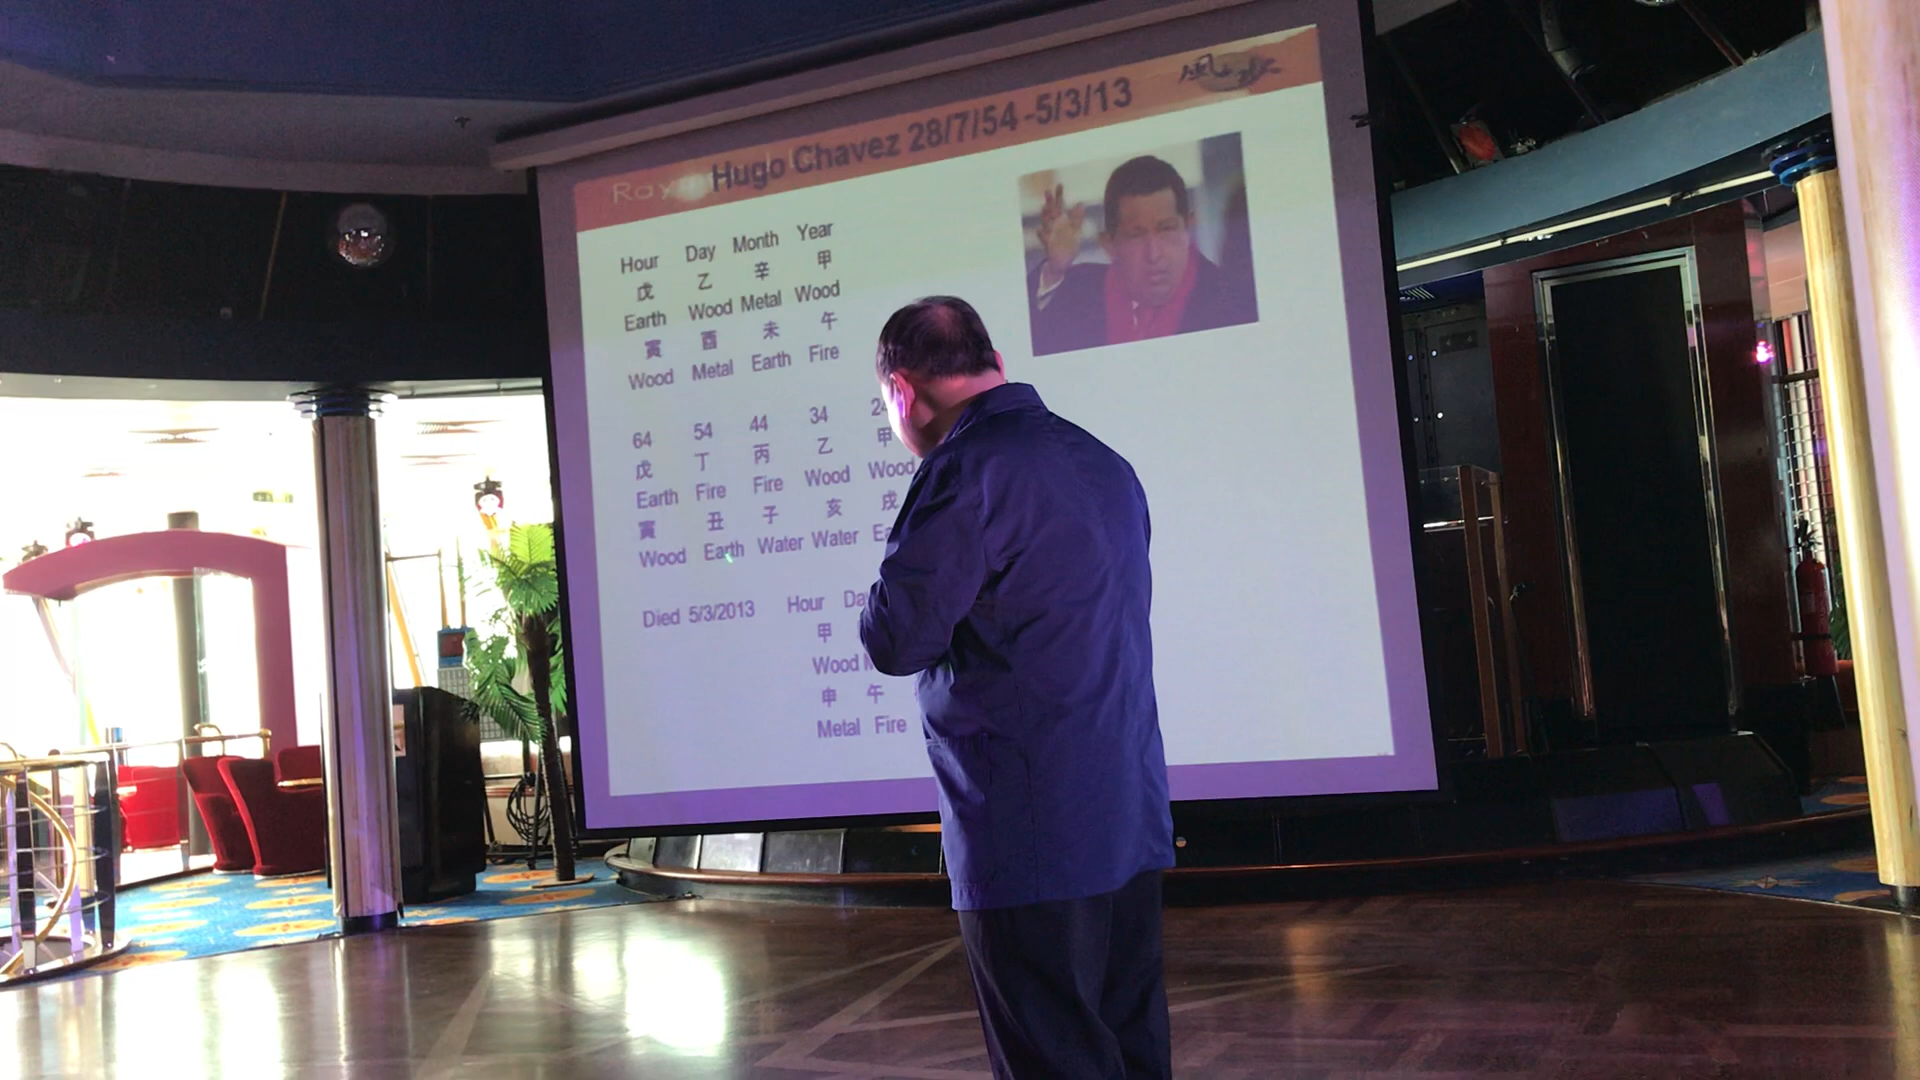 Hugo Chavez 28/7/54 -5/3/13
Hour Day Month Year
戊 乙 辛 甲
Earth Wood Metal Wood
寅 酉 未 午
Wood Metal Earth Fire
64 54 44 34
戊 丁 丙 乙 甲
Earth Fire Fire Wood Wood
寅 丑 子 亥 戌
Wood Earth Water Water
Died 5/3/2013 Hour
甲
Wood
申 午
Metal Fire